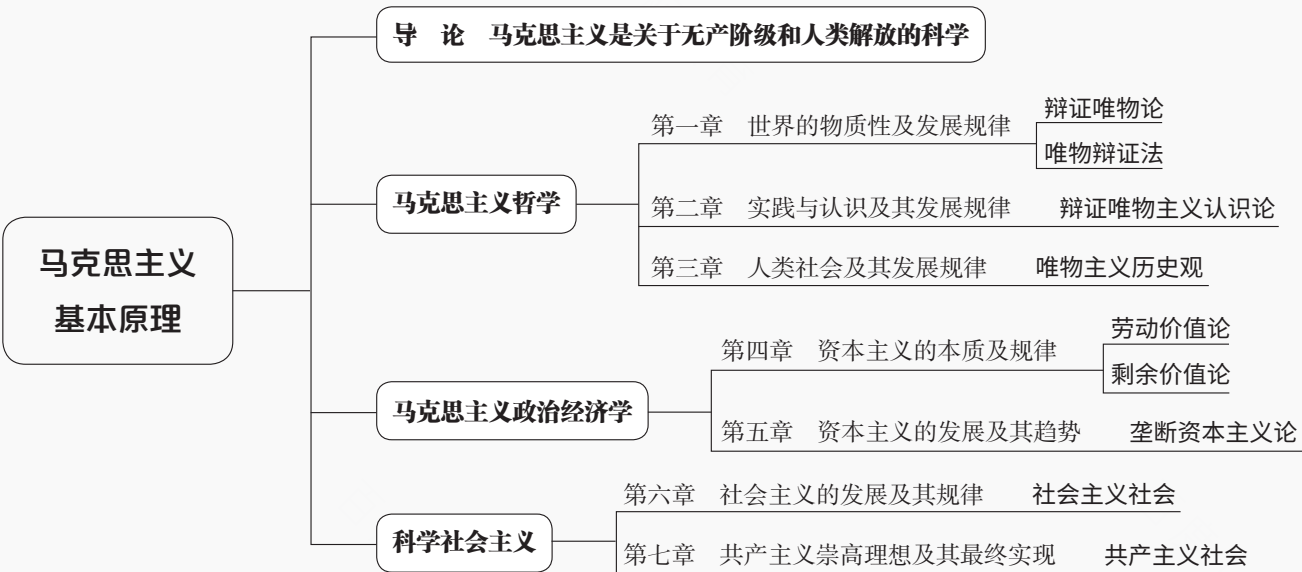 导 论 马克思主义是关于无产阶级和人类解放的科学
马克思主义
基本原理
马克思主义哲学
第一章 世界的物质性及发展规律
辩证唯物论
唯物辩证法
第二章 实践与认识及其发展规律 辩证唯物主义认识论
第三章 人类社会及其发展规律 唯物主义历史观
马克思主义政治经济学
第四章 资本主义的本质及规律
劳动价值论
剩余价值论
第五章 资本主义的发展及其趋势 垄断资本主义论
科学社会主义
第六章 社会主义的发展及其规律 社会主义社会
第七章 共产主义崇高理想及其最终实现 共产主义社会